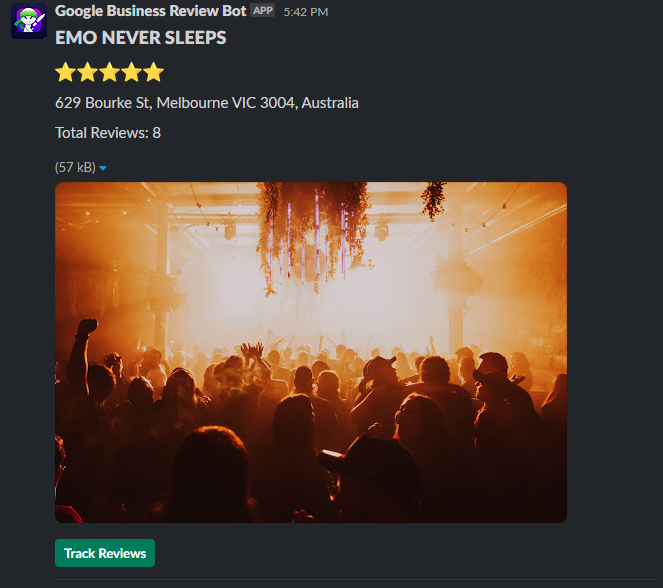 Google Business Review Bot APP 5:42 PM
EMO NEVER SLEEPS
629 Bourke St, Melbourne VIC 3004, Australia
Total Reviews: 8
(57 kB)
Track Reviews